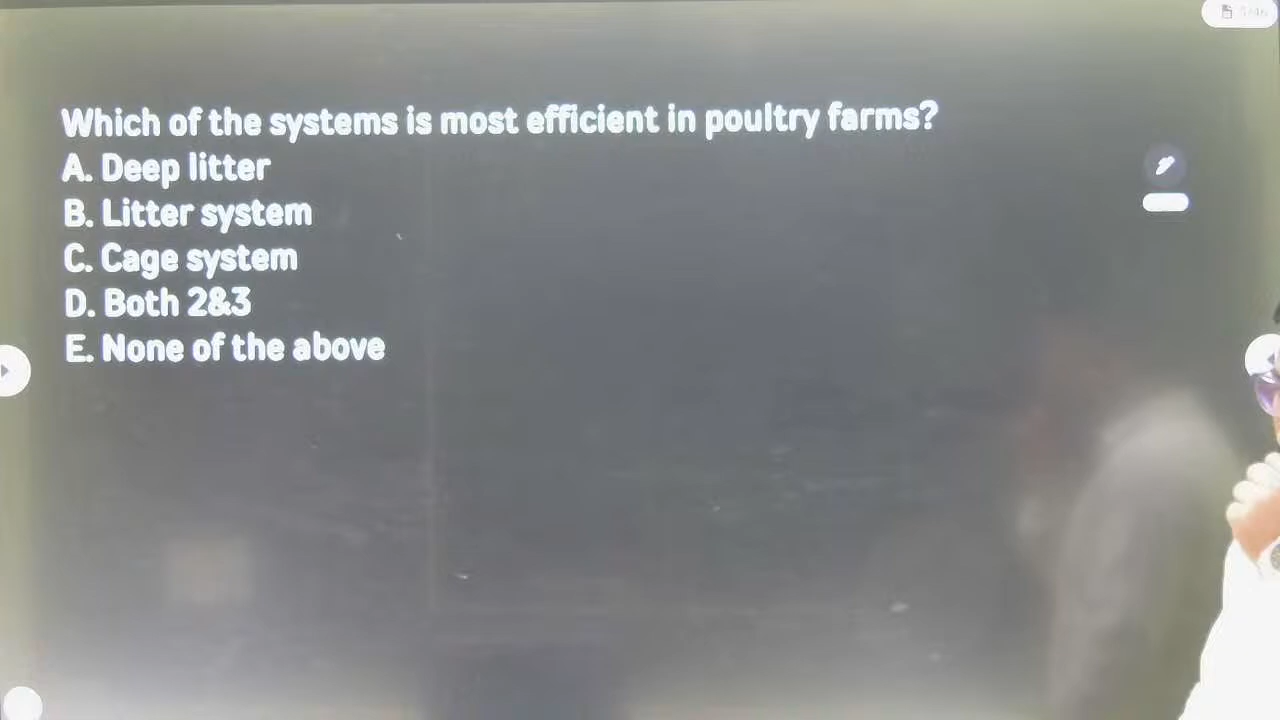 Which of the systems is most efficient in poultry farms?
A. Deep litter
B. Litter system
C. Cage system
D. Both 2&3
E. None of the above